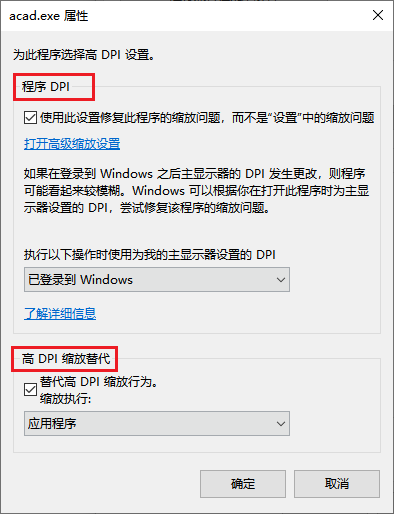 acad.exe 属性
为此程序选择高 DPI 设置。
程序 DPI
使用此设置修复此程序的缩放问题，而不是“设置”中的缩放问题
打开高级缩放设置
如果在登录到 Windows 之后主显示器的 DPI 发生更改，则程序
可能看起来较模糊。Windows 可以根据你在打开此程序时为主显
示器设置的 DPI，尝试修复该程序的缩放问题。
执行以下操作时使用为我的主显示器设置的 DPI
已登录到 Windows
了解详细信息
高 DPI 缩放替代
替代高 DPI 缩放行为。
缩放执行:
应用程序
确定
取消